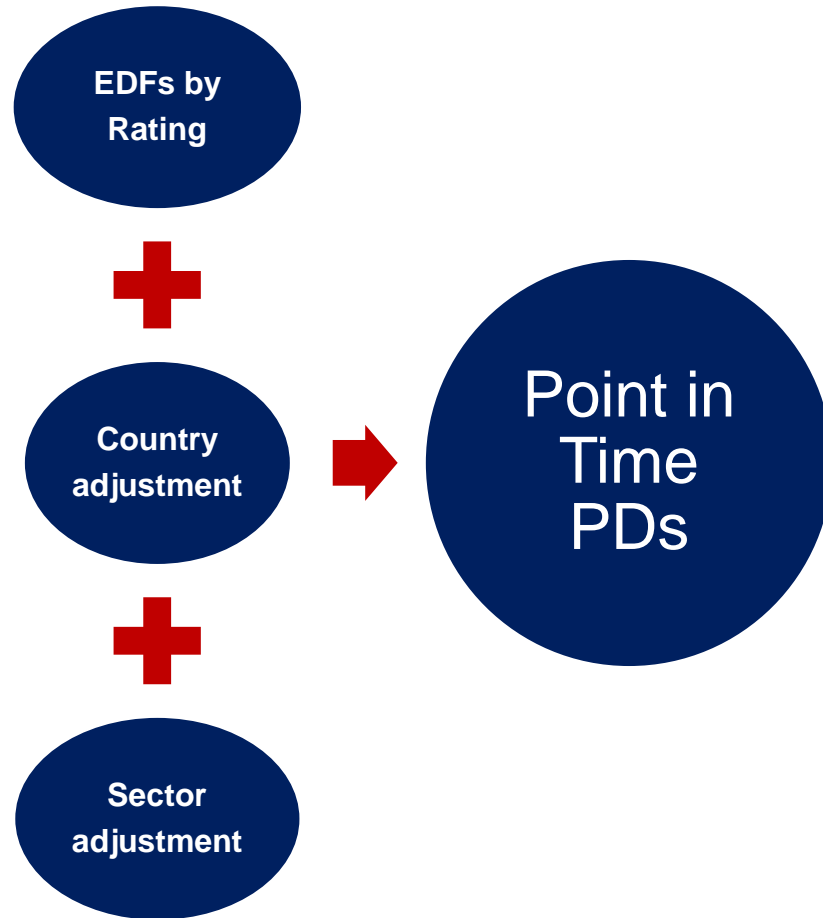 EDFs by
Rating
Country
adjustment
Sector
adjustment
Point in
Time
PDs